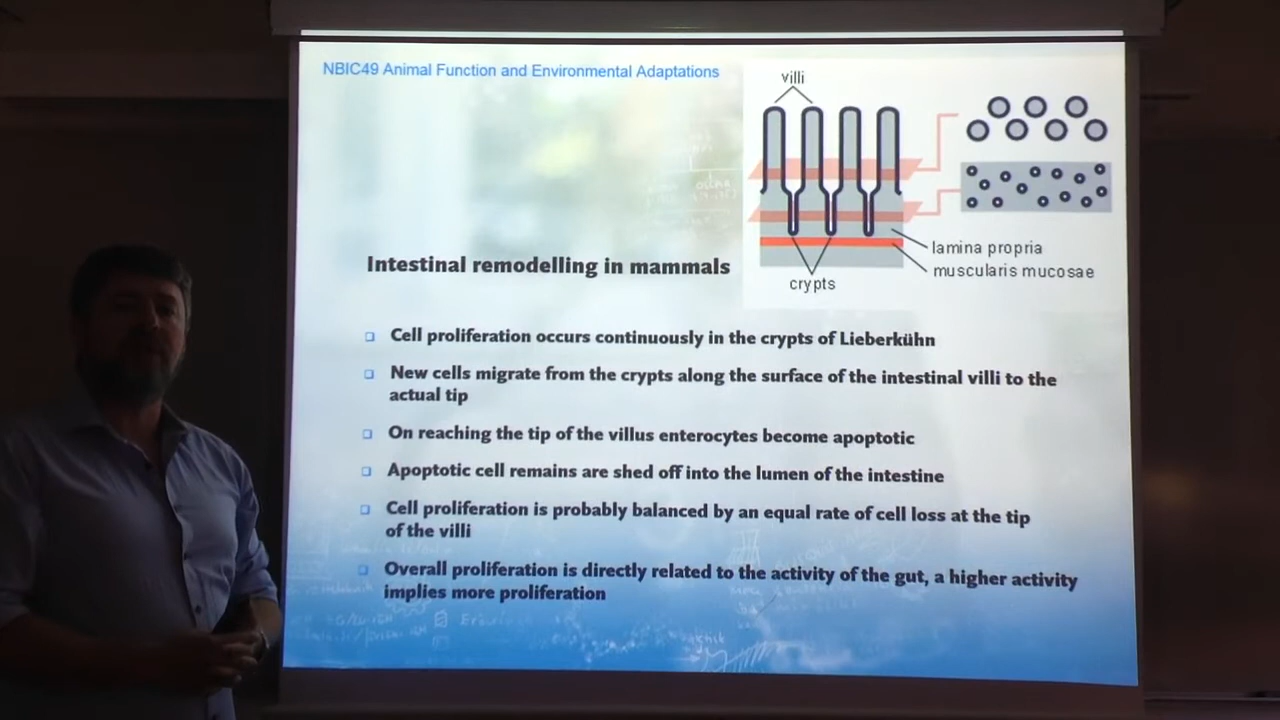 NBIC49 Animal Function and Environmental Adaptations
villi
lamina propria
muscularis mucosae
crypts
Intestinal remodelling in mammals
Cell proliferation occurs continuously in the crypts of Lieberkühn
New cells migrate from the crypts along the surface of the intestinal villi to the
actual tip
On reaching the tip of the villus enterocytes become apoptotic
Apoptotic cell remains are shed off into the lumen of the intestine
Cell proliferation is probably balanced by an equal rate of cell loss at the tip
of the villi
Overall proliferation is directly related to the activity of the gut, a higher activity
implies more proliferation